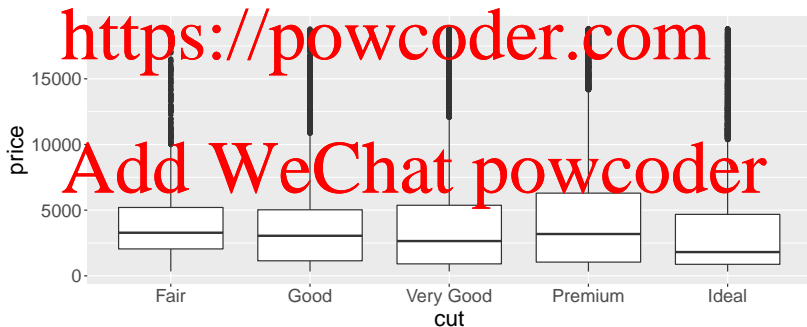 https://powcoder.com
15000
10000
Add WeChat powcoder
price
5000
0
Fair Good Very Good Premium Ideal
cut